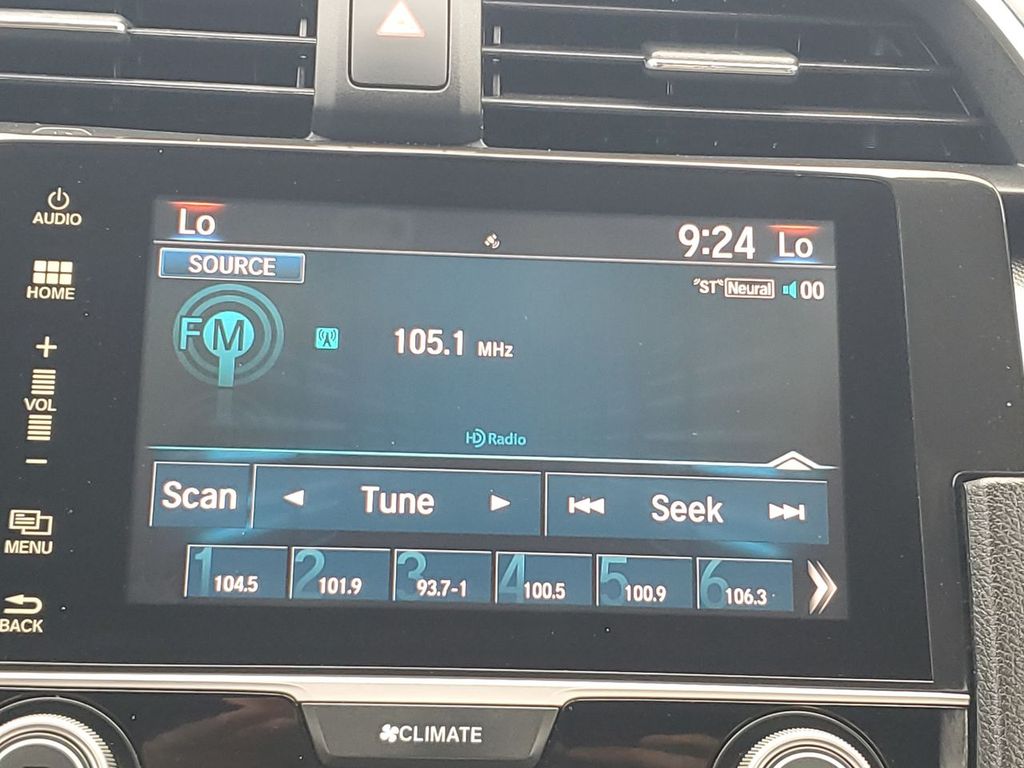 AUDIO
HOME
+
VOL
−
MENU
BACK
Lo
9:24 Lo
SOURCE
"ST" Neural 00
FM
105.1 MHz
HD Radio
Scan
Tune
Seek
1 104.5
2 101.9
3 93.7-1
4 100.5
5 100.9
6 106.3
CLIMATE